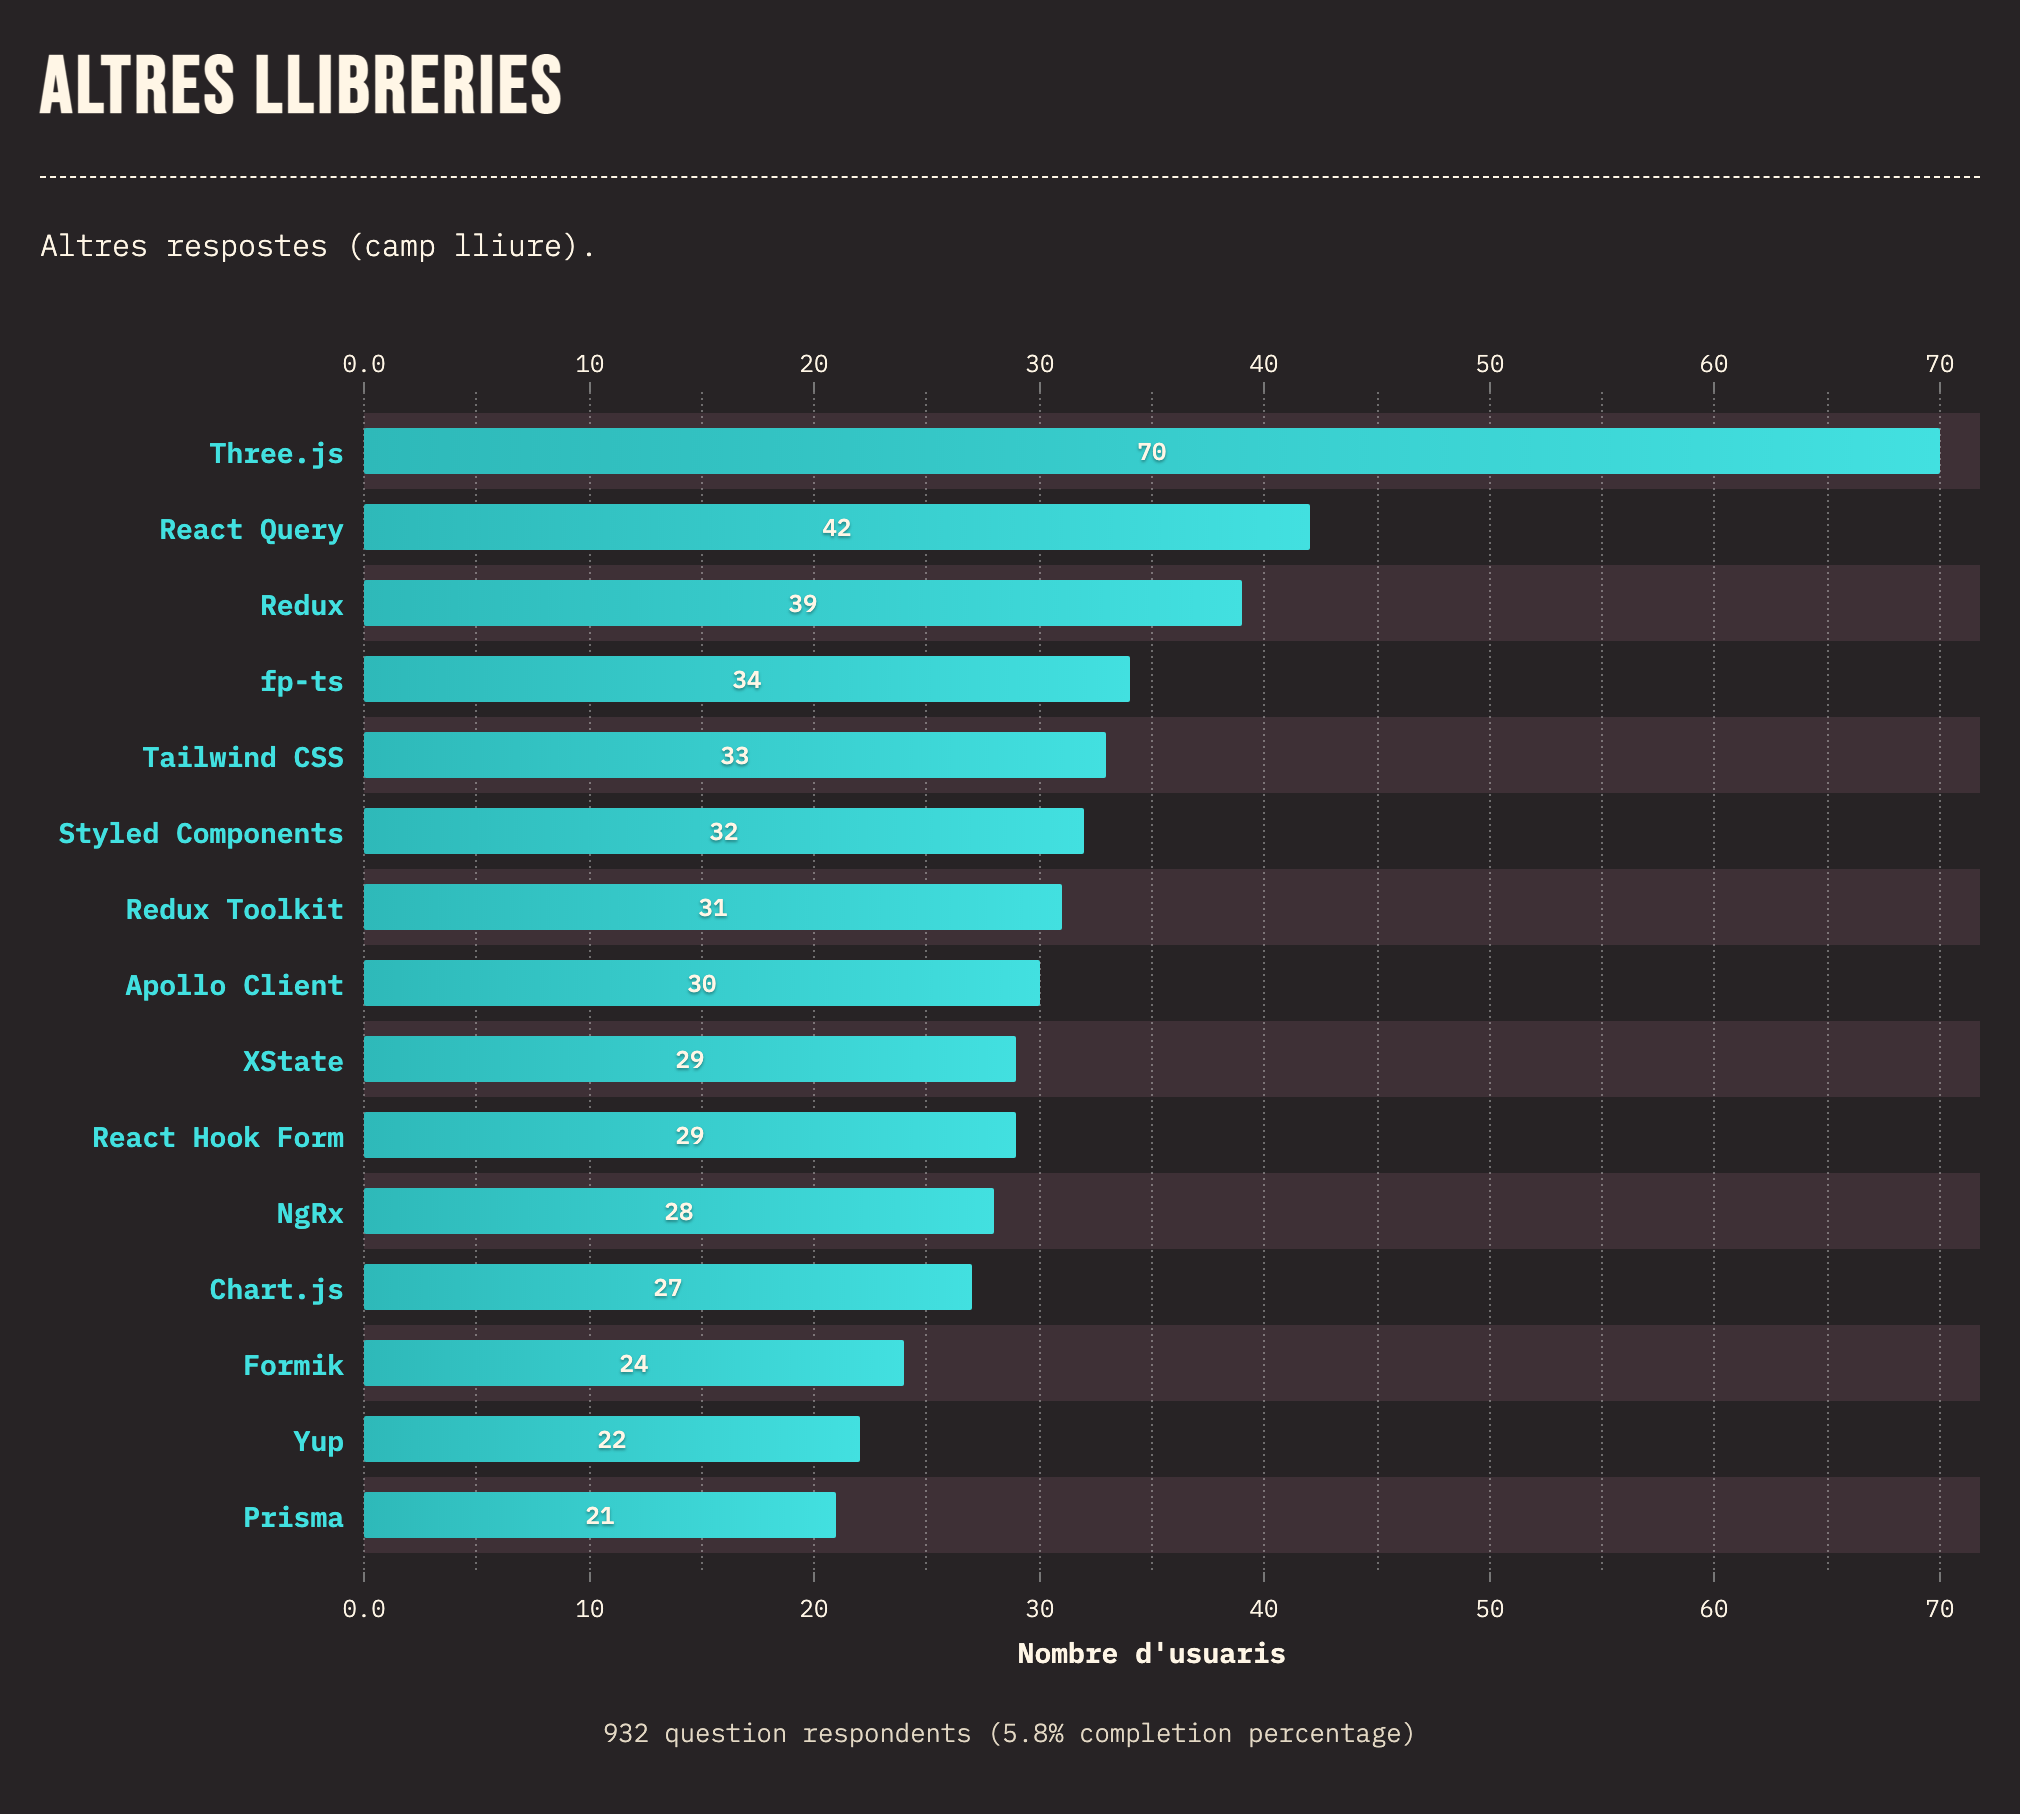 ALTRES LLIBRERIES
Altres respostes (camp lliure).
0.0 10 20 30 40 50 60 70
Three.js 70
React Query 42
Redux 39
fp-ts 34
Tailwind CSS 33
Styled Components 32
Redux Toolkit 31
Apollo Client 30
XState 29
React Hook Form 29
NgRx 28
Chart.js 27
Formik 24
Yup 22
Prisma 21
0.0 10 20 30 40 50 60 70
Nombre d'usuaris
932 question respondents (5.8% completion percentage)